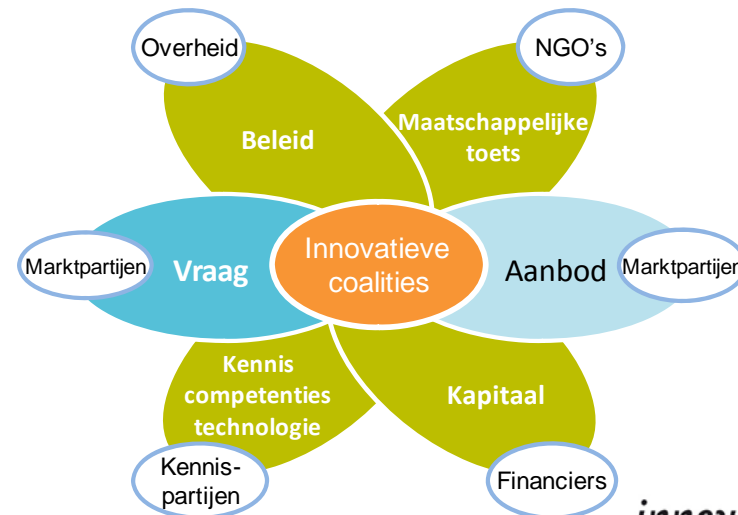 Overheid
NGO's
Beleid
Maatschappelijke
toets
Marktpartijen
Vraag
Innovatieve
coalities
Aanbod
Marktpartijen
Kennis
competenties
technologie
Kapitaal
Kennis-
partijen
Financiers